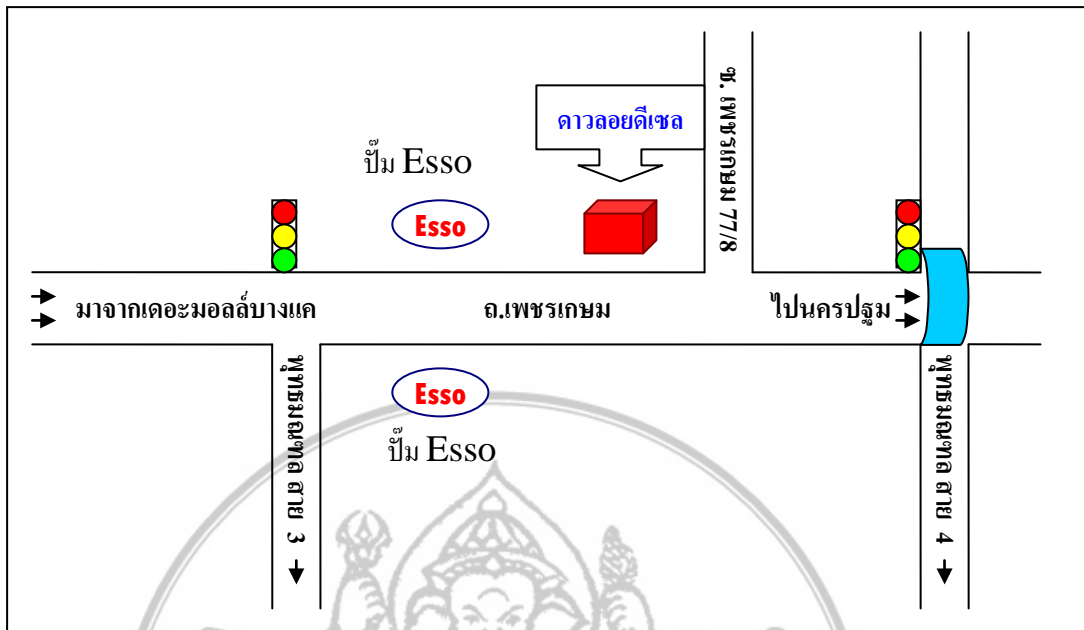 ดาวลอยดีเซล
ซ. เพชรเกษม 77/8
ปั๊ม Esso
Esso
มาจากเดอะมอลล์บางแค
ถ.เพชรเกษม
ไปนครปฐม
Esso
ปั๊ม Esso
พุทธมณฑล สาย 3
พุทธมณฑล สาย 4